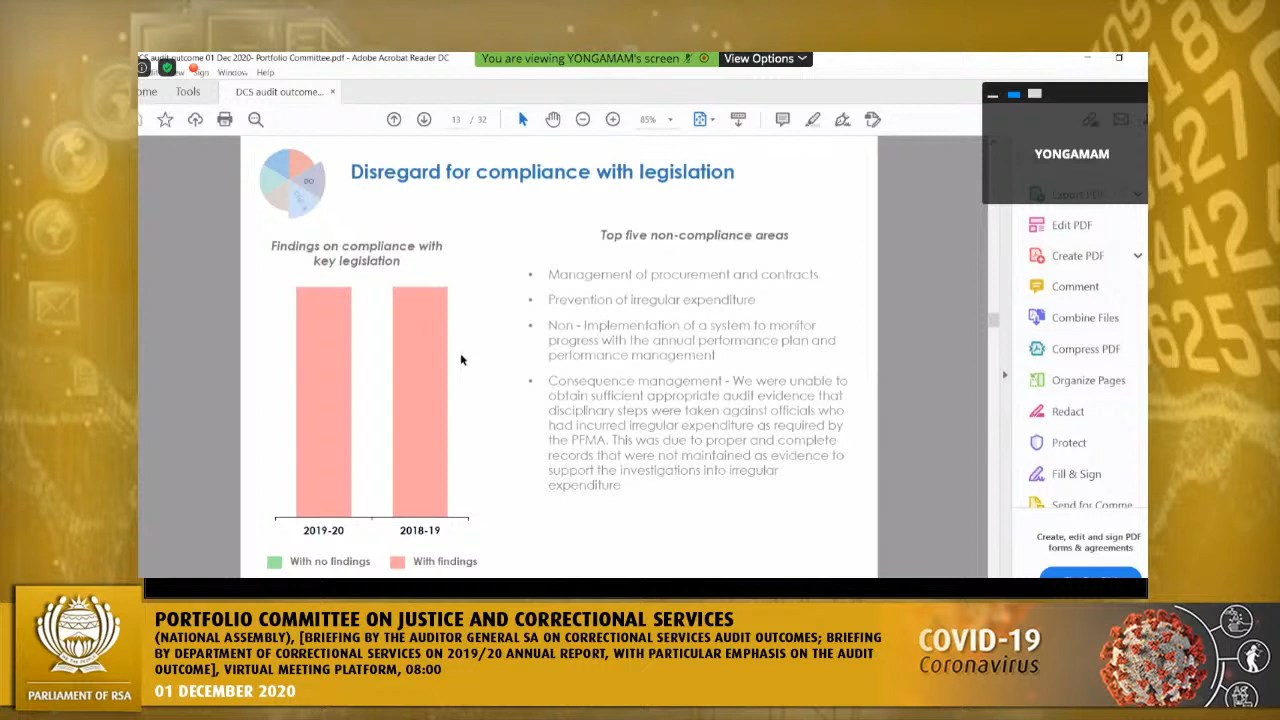 CS audit outcome 01 Dec 2020- Portfolio Committee.pdf - Adobe Acrobat Reader DC
You are viewing YONGAMAM's screen
View Options
Sign Window Help
ome Tools DCS audit outcome... ×
13 / 32
85%
YONGAMAM
Export PDF
Edit PDF
Create PDF
Comment
Combine Files
Compress PDF
Organize Pages
Redact
Protect
Fill & Sign
Send for Comme
Create, edit and sign PDF
forms & agreements
DO
Disregard for compliance with legislation
Findings on compliance with
key legislation
2019-20 2018-19
With no findings With findings
Top five non-compliance areas
• Management of procurement and contracts
• Prevention of irregular expenditure
• Non - Implementation of a system to monitor
progress with the annual performance plan and
performance management
• Consequence management - We were unable to
obtain sufficient appropriate audit evidence that
disciplinary steps were taken against officials who
had incurred irregular expenditure as required by
the PFMA. This was due to proper and complete
records that were not maintained as evidence to
support the investigations into irregular
expenditure
PARLIAMENT OF RSA
PORTFOLIO COMMITTEE ON JUSTICE AND CORRECTIONAL SERVICES
(NATIONAL ASSEMBLY), [BRIEFING BY THE AUDITOR GENERAL SA ON CORRECTIONAL SERVICES AUDIT OUTCOMES; BRIEFING
BY DEPARTMENT OF CORRECTIONAL SERVICES ON 2019/20 ANNUAL REPORT, WITH PARTICULAR EMPHASIS ON THE AUDIT
OUTCOME], VIRTUAL MEETING PLATFORM, 08:00
01 DECEMBER 2020
COVID-19
Coronavirus